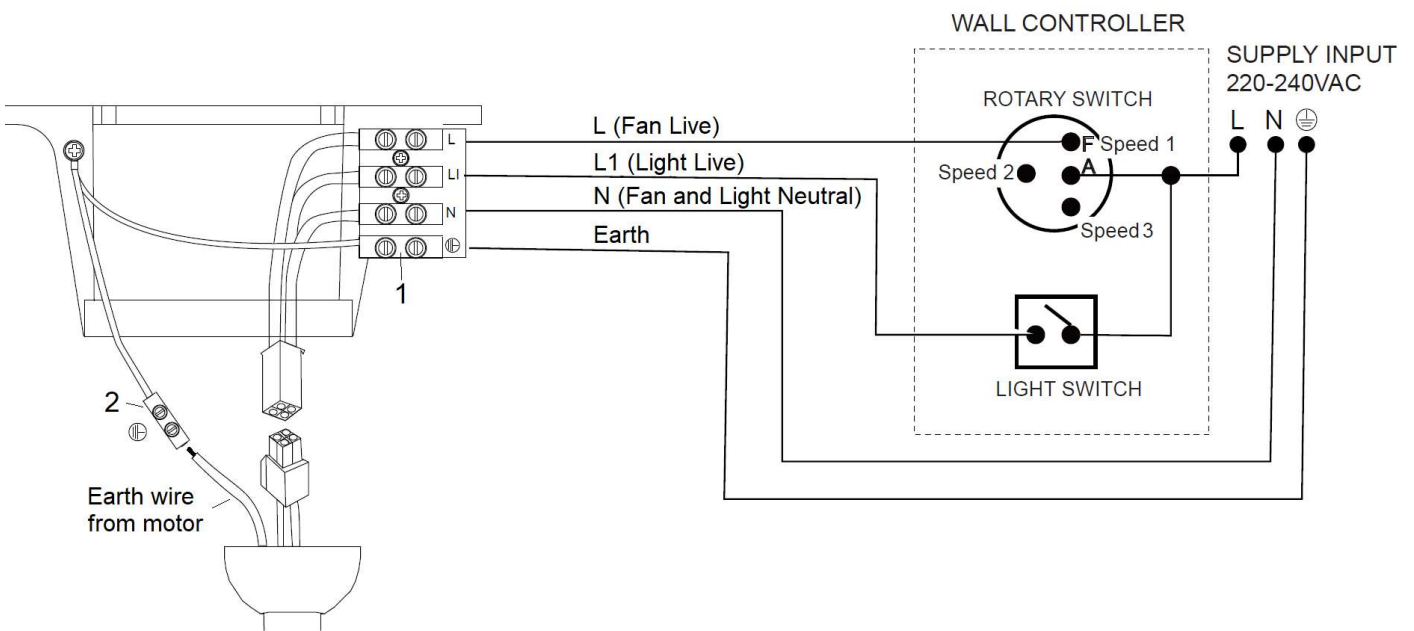 WALL CONTROLLER
SUPPLY INPUT
220-240VAC
L N
ROTARY SWITCH
L (Fan Live)
F Speed 1
L
L1 (Light Live)
Speed 2
A
LI
N (Fan and Light Neutral)
N
Speed 3
Earth
1
LIGHT SWITCH
2
Earth wire
from motor